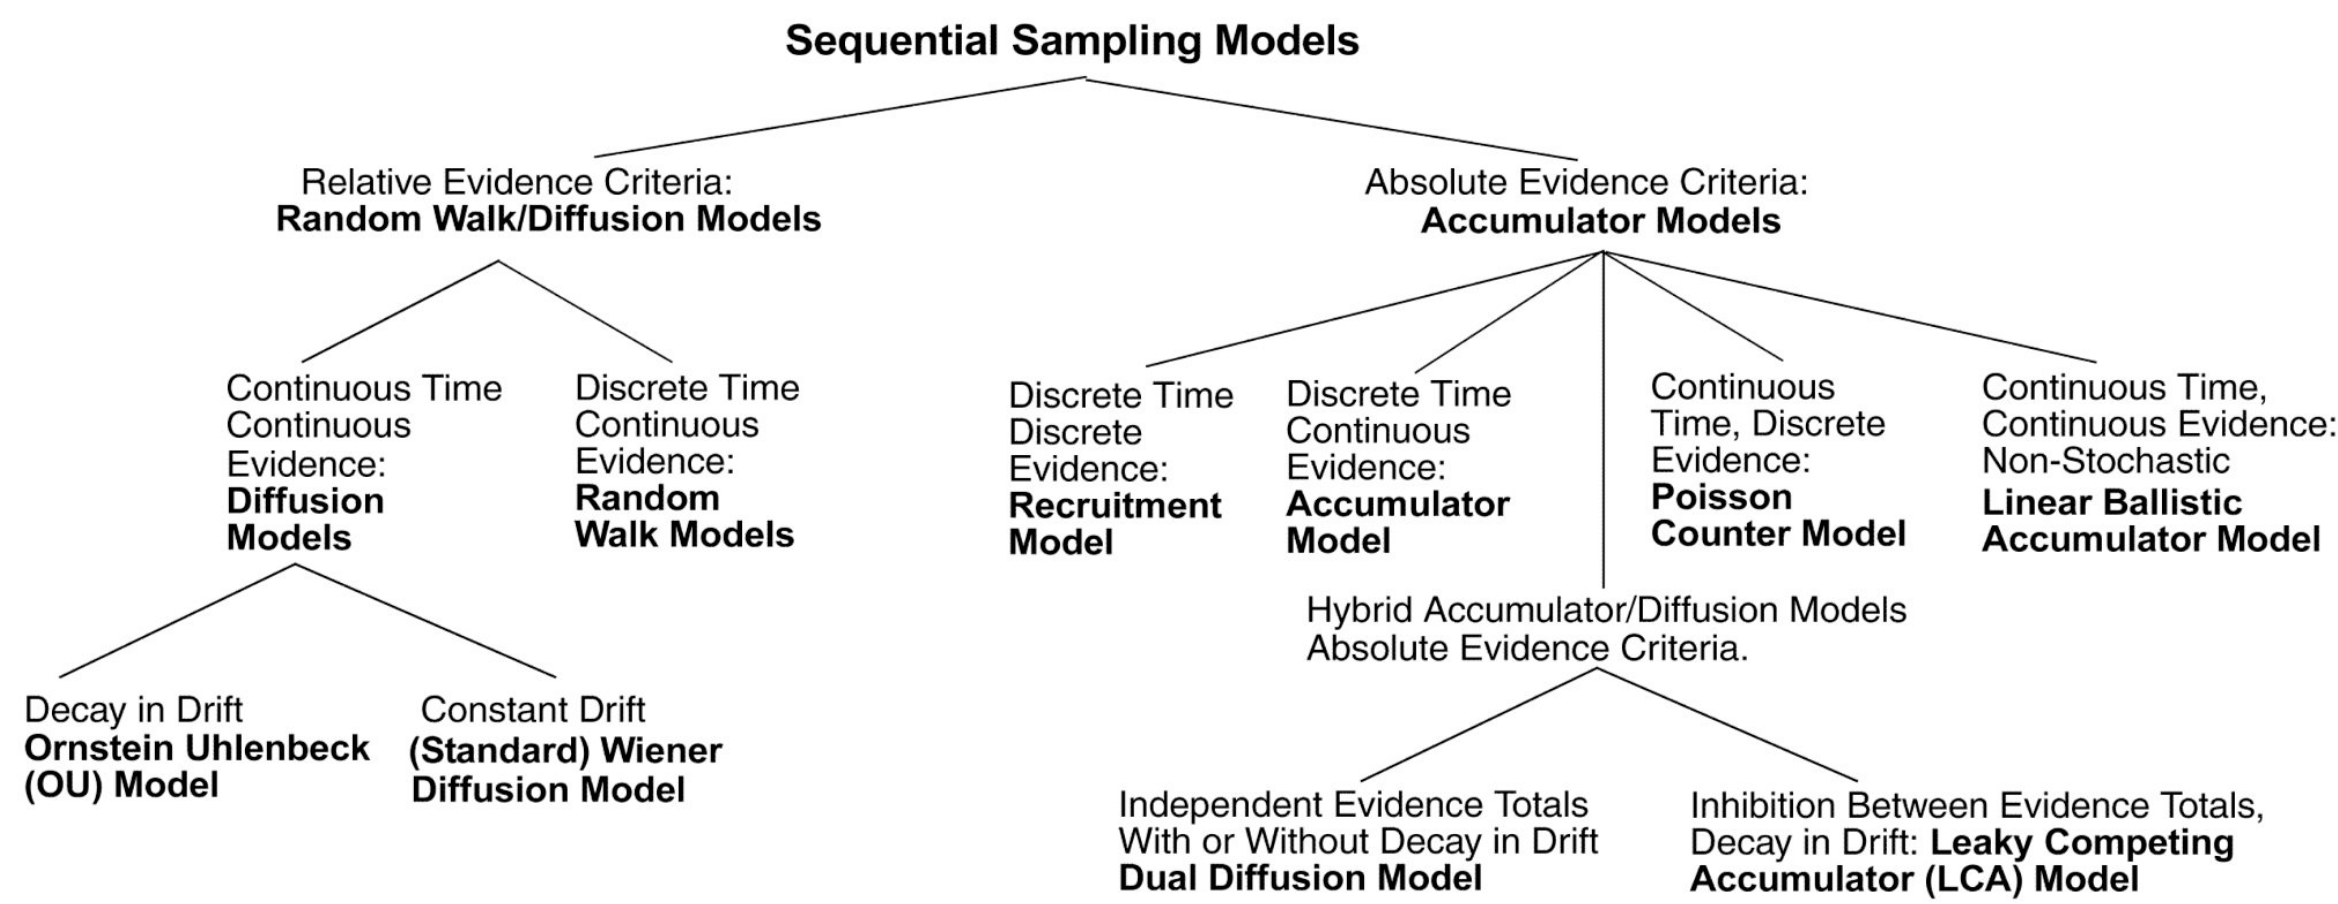 Sequential Sampling Models
Relative Evidence Criteria:
Random Walk/Diffusion Models
Absolute Evidence Criteria:
Accumulator Models
Continuous Time
Continuous
Evidence:
Diffusion
Models
Discrete Time
Continuous
Evidence:
Random
Walk Models
Discrete Time
Discrete
Evidence:
Recruitment
Model
Discrete Time
Continuous
Evidence:
Accumulator
Model
Continuous
Time, Discrete
Evidence:
Poisson
Counter Model
Continuous Time,
Continuous Evidence:
Non-Stochastic
Linear Ballistic
Accumulator Model
Hybrid Accumulator/Diffusion Models
Absolute Evidence Criteria.
Decay in Drift
Ornstein Uhlenbeck
(OU) Model
Constant Drift
(Standard) Wiener
Diffusion Model
Independent Evidence Totals
With or Without Decay in Drift
Dual Diffusion Model
Inhibition Between Evidence Totals,
Decay in Drift: Leaky Competing
Accumulator (LCA) Model